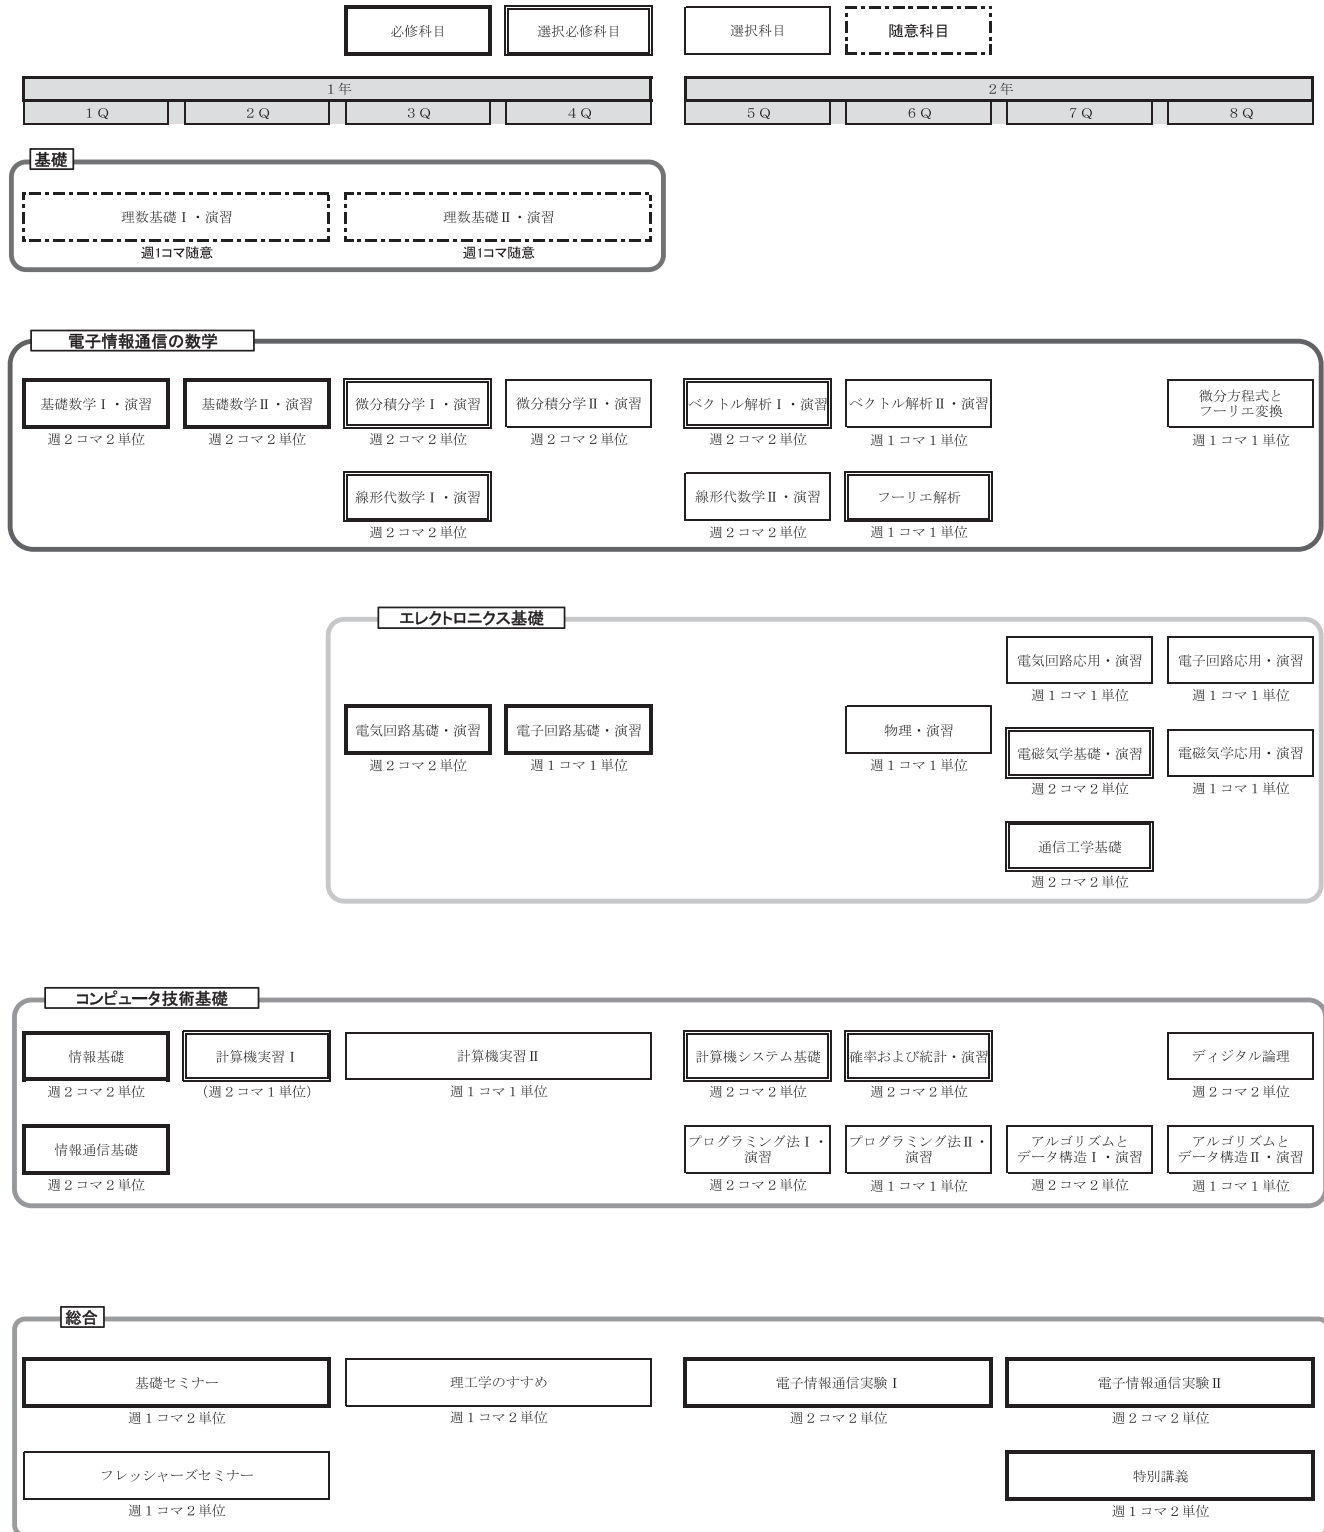 必修科目
選択必修科目
選択科目
随意科目
1年
2年
1Q
2Q
3Q
4Q
5Q
6Q
7Q
8Q
基礎
理数基礎Ⅰ・演習
理数基礎Ⅱ・演習
週1コマ随意
週1コマ随意
電子情報通信の数学
基礎数学Ⅰ・演習
基礎数学Ⅱ・演習
微分積分学Ⅰ・演習
微分積分学Ⅱ・演習
ベクトル解析Ⅰ・演習
ベクトル解析Ⅱ・演習
微分方程式と
フーリエ変換
週2コマ2単位
週2コマ2単位
週2コマ2単位
週2コマ2単位
週2コマ2単位
週1コマ1単位
週1コマ1単位
線形代数学Ⅰ・演習
線形代数学Ⅱ・演習
フーリエ解析
週2コマ2単位
週2コマ2単位
週1コマ1単位
エレクトロニクス基礎
電気回路応用・演習
電子回路応用・演習
週1コマ1単位
週1コマ1単位
電気回路基礎・演習
電子回路基礎・演習
物理・演習
週2コマ2単位
週1コマ1単位
週1コマ1単位
電磁気学基礎・演習
電磁気学応用・演習
週2コマ2単位
週1コマ1単位
通信工学基礎
週2コマ2単位
コンピュータ技術基礎
情報基礎
計算機実習Ⅰ
計算機実習Ⅱ
計算機システム基礎
確率および統計・演習
ディジタル論理
週2コマ2単位
(週2コマ1単位)
週1コマ1単位
週2コマ2単位
週2コマ2単位
週2コマ2単位
情報通信基礎
プログラミング法Ⅰ・
演習
プログラミング法Ⅱ・
演習
アルゴリズムと
データ構造Ⅰ・演習
アルゴリズムと
データ構造Ⅱ・演習
週2コマ2単位
週2コマ2単位
週1コマ1単位
週2コマ2単位
週1コマ1単位
総合
基礎セミナー
理工学のすすめ
電子情報通信実験Ⅰ
電子情報通信実験Ⅱ
週1コマ2単位
週1コマ2単位
週2コマ2単位
週2コマ2単位
フレッシャーズセミナー
特別講義
週1コマ2単位
週1コマ2単位